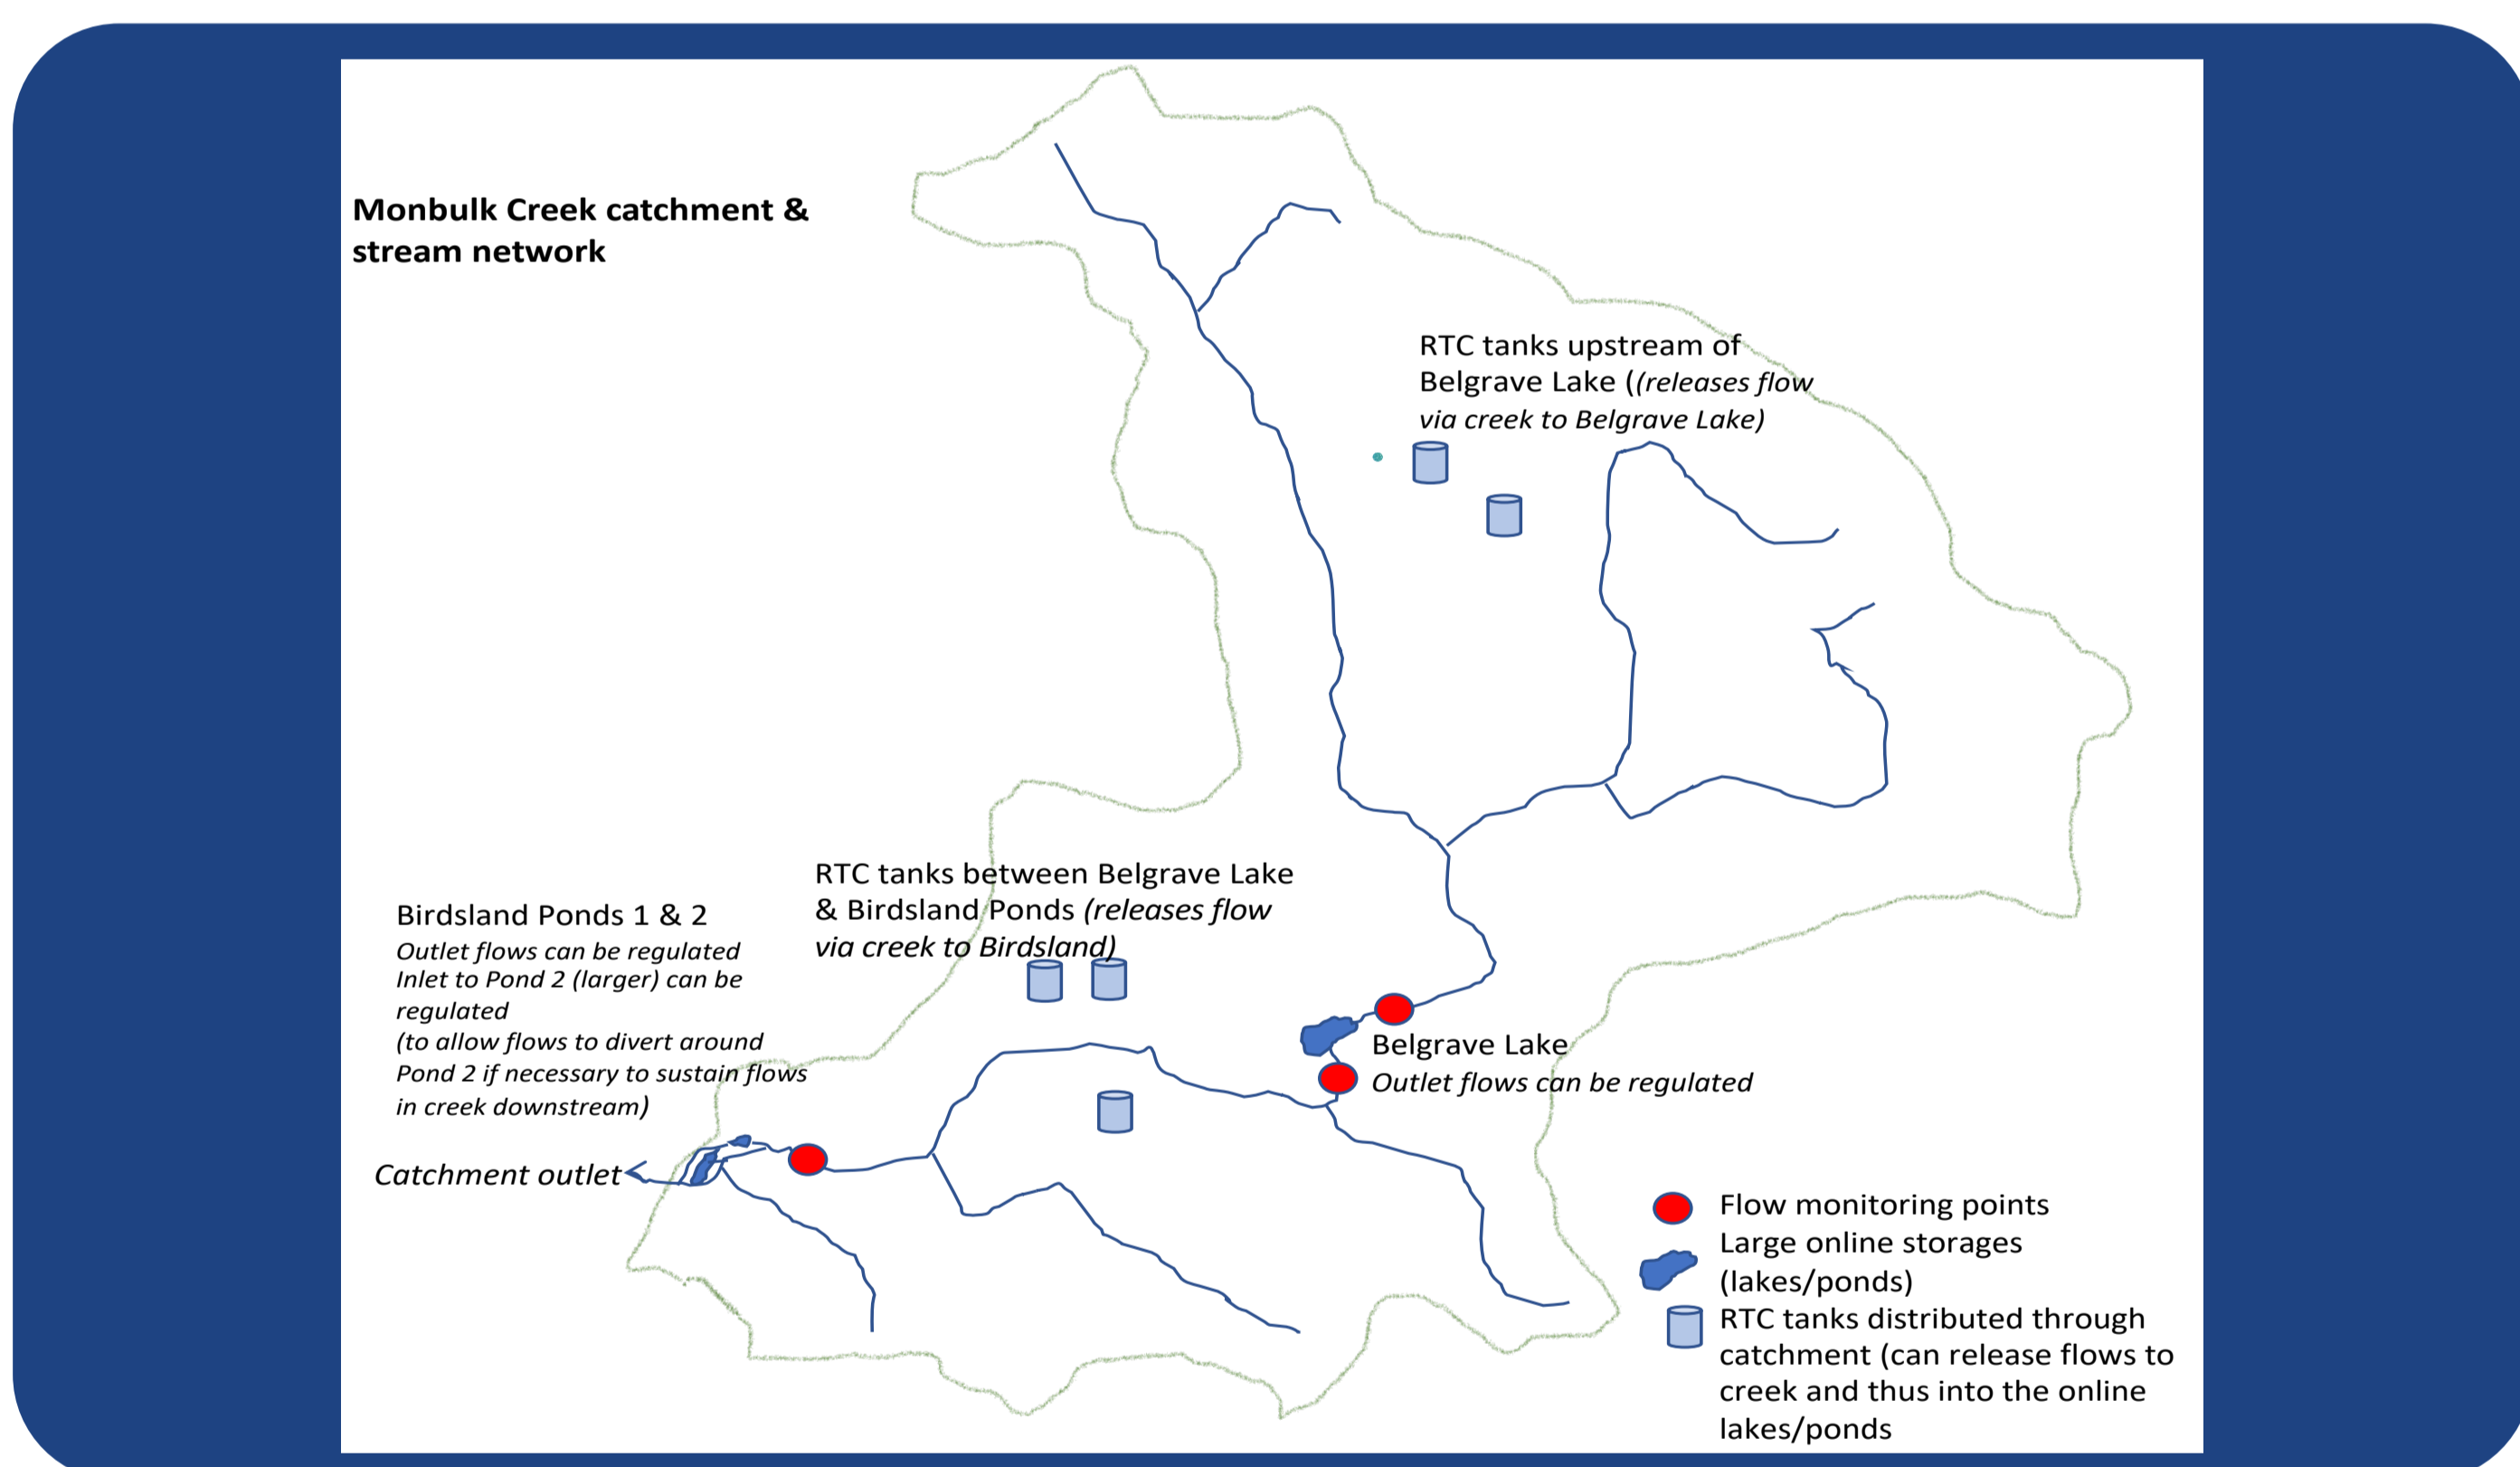 Monbulk Creek catchment &
stream network
RTC tanks upstream of
Belgrave Lake ((releases flow
via creek to Belgrave Lake)
RTC tanks between Belgrave Lake
& Birdsland Ponds (releases flow
via creek to Birdsland)
Birdsland Ponds 1 & 2
Outlet flows can be regulated
Inlet to Pond 2 (larger) can be
regulated
(to allow flows to divert around
Pond 2 if necessary to sustain flows
in creek downstream)
Belgrave Lake
Outlet flows can be regulated
Catchment outlet
Flow monitoring points
Large online storages
(lakes/ponds)
RTC tanks distributed through
catchment (can release flows to
creek and thus into the online
lakes/ponds